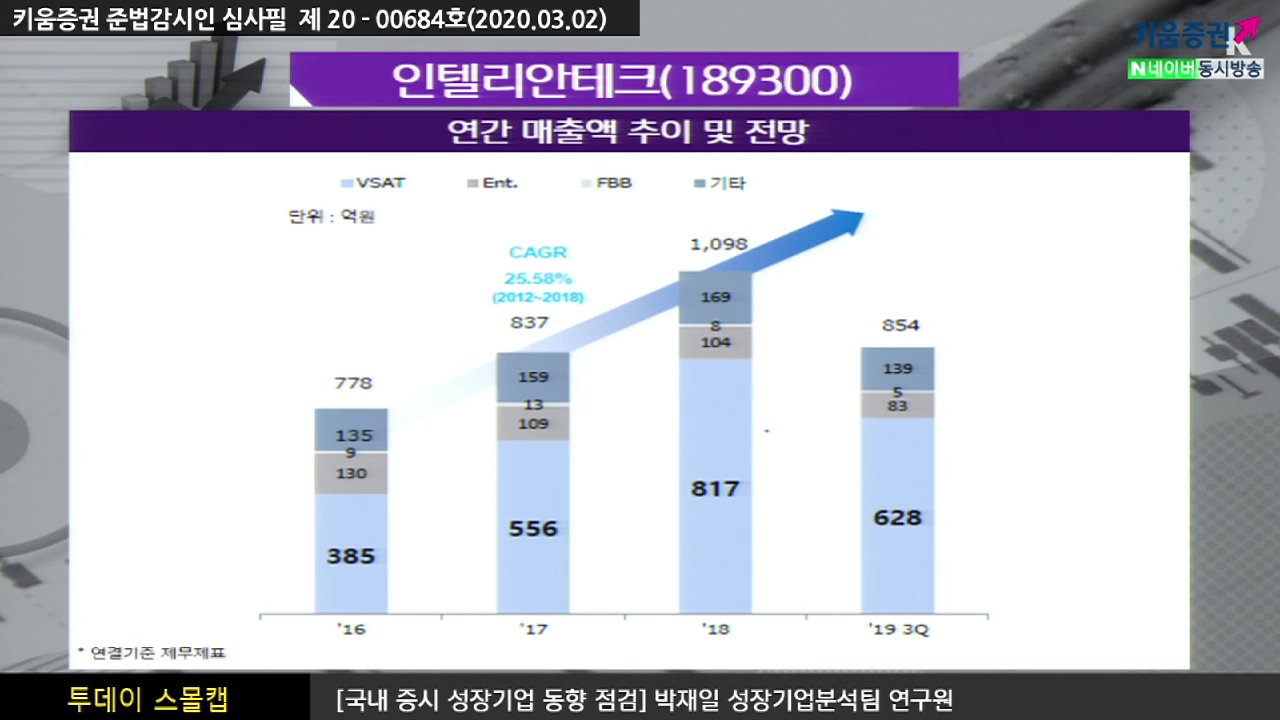 키움증권 준법감시인 심사필 제 20 - 00684호(2020.03.02)
키움증권
N 네이버 동시방송
인텔리안테크(189300)
연간 매출액 추이 및 전망
VSAT Ent. FBB 기타
단위 : 억원
CAGR
25.58%
(2012~2018)
778
135
9
130
385
837
159
13
109
556
1,098
169
8
104
817
854
139
5
83
628
'16 '17 '18 '19 3Q
* 연결기준 재무제표
투데이 스몰캡
[국내 증시 성장기업 동향 점검] 박재일 성장기업분석팀 연구원